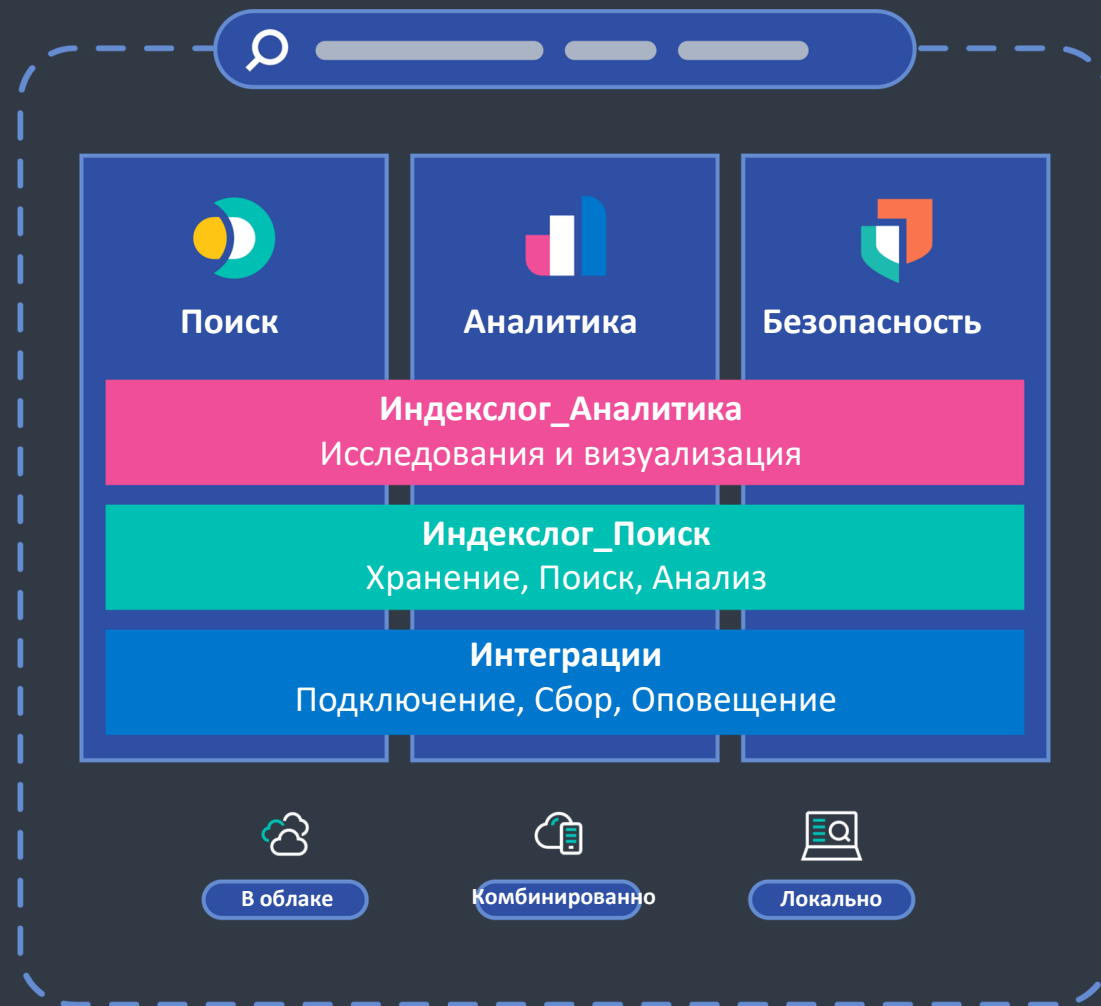 Поиск
Аналитика
Безопасность
Индекслог_Аналитика
Исследования и визуализация
Индекслог_Поиск
Хранение, Поиск, Анализ
Интеграции
Подключение, Сбор, Оповещение
В облаке
Комбинированно
Локально